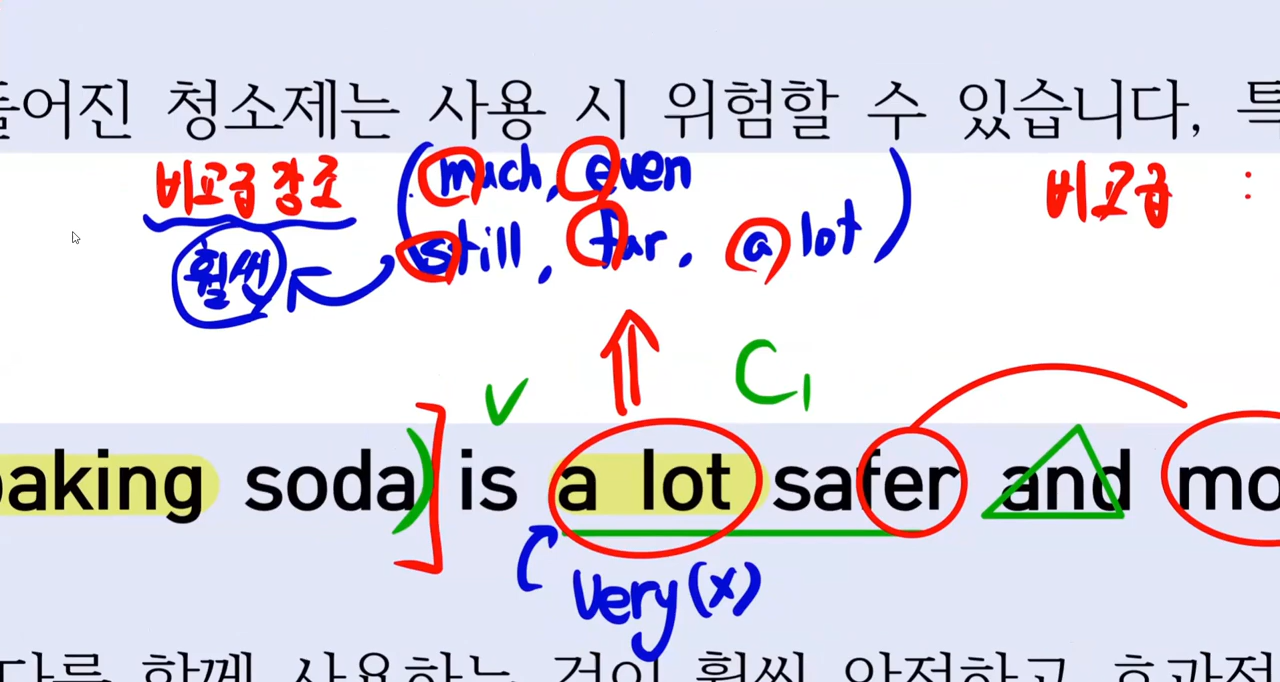 들어진 청소제는 사용 시 위험할 수 있습니다, 특
비교급 강조 (much, even
비교급 :
훨씬 still, far, a lot)
V C1
baking soda)] is a lot safer and mo
very(x)
다를 함께 사용하는 것이 훨씬 안전하고 효과적